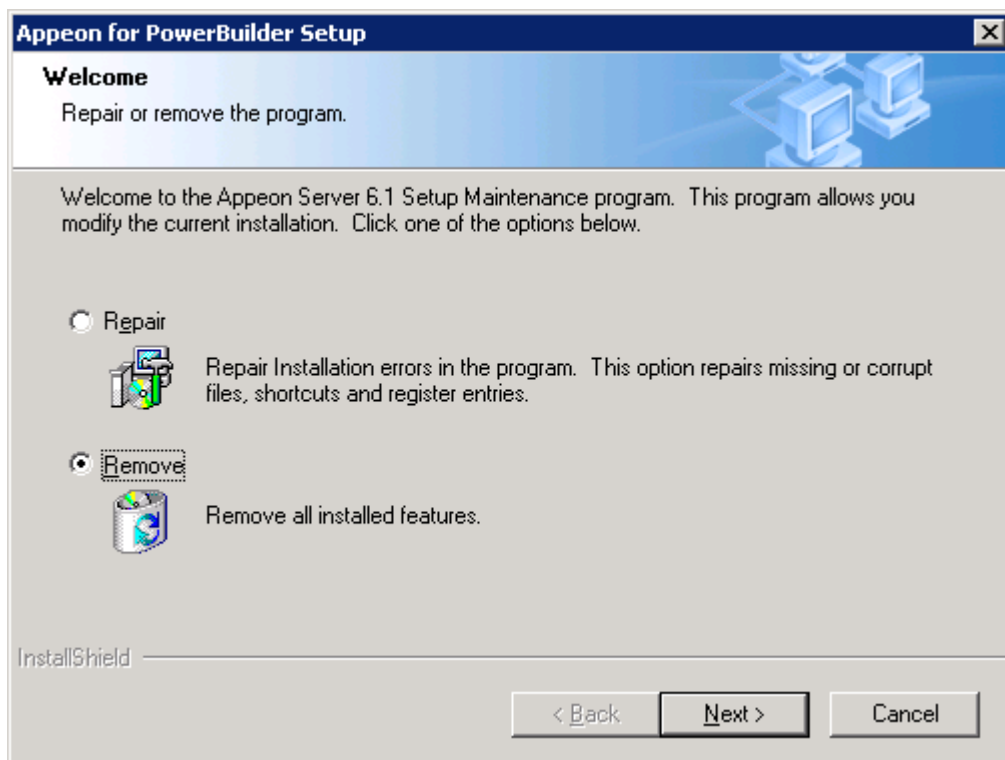 Appeon for PowerBuilder Setup
Welcome
Repair or remove the program.
Welcome to the Appeon Server 6.1 Setup Maintenance program. This program allows you
modify the current installation. Click one of the options below.
Repair
Repair Installation errors in the program. This option repairs missing or corrupt
files, shortcuts and register entries.
Remove
Remove all installed features.
InstallShield
< Back Next > Cancel